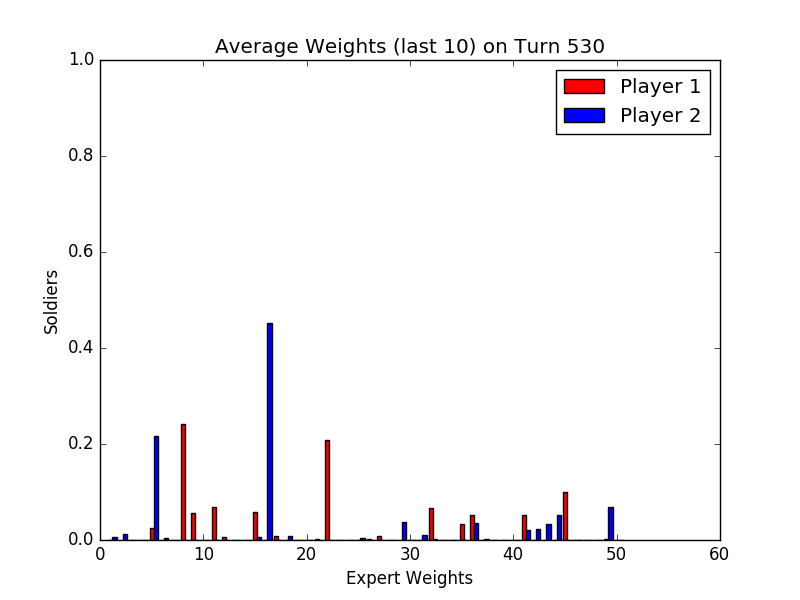 Average Weights (last 10) on Turn 530
1.0
0.8
0.6
0.4
0.2
0.0
Soldiers
0 10 20 30 40 50 60
Expert Weights
Player 1
Player 2